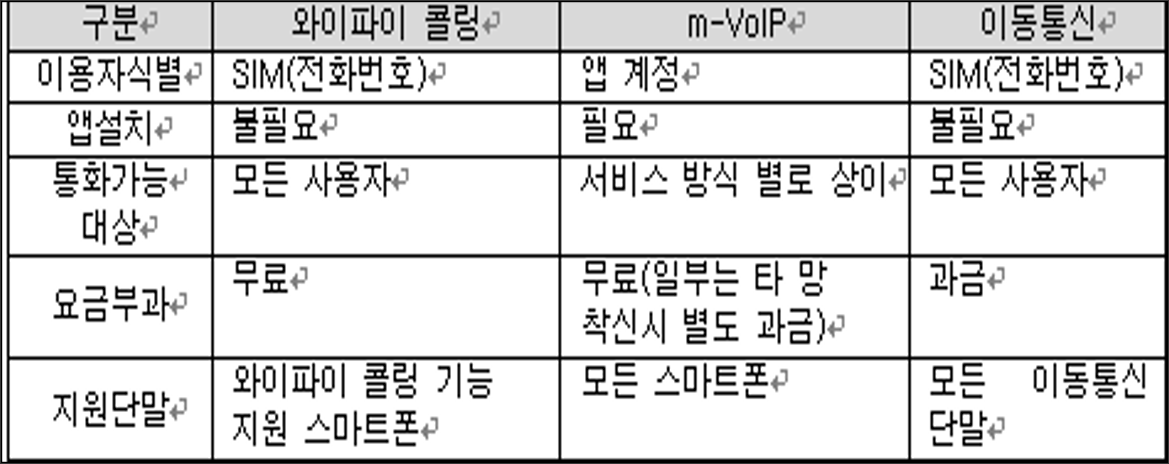 구분 와이파이 콜링 m-VoIP 이동통신
이용자식별 SIM(전화번호) 앱 계정 SIM(전화번호)
앱설치 불필요 필요 불필요
통화가능 모든 사용자 서비스 방식 별로 상이 모든 사용자
대상
요금부과 무료 무료(일부는 타 망 과금
착신시 별도 과금)
지원단말 와이파이 콜링 기능 모든 스마트폰 모든 이동통신
지원 스마트폰 단말